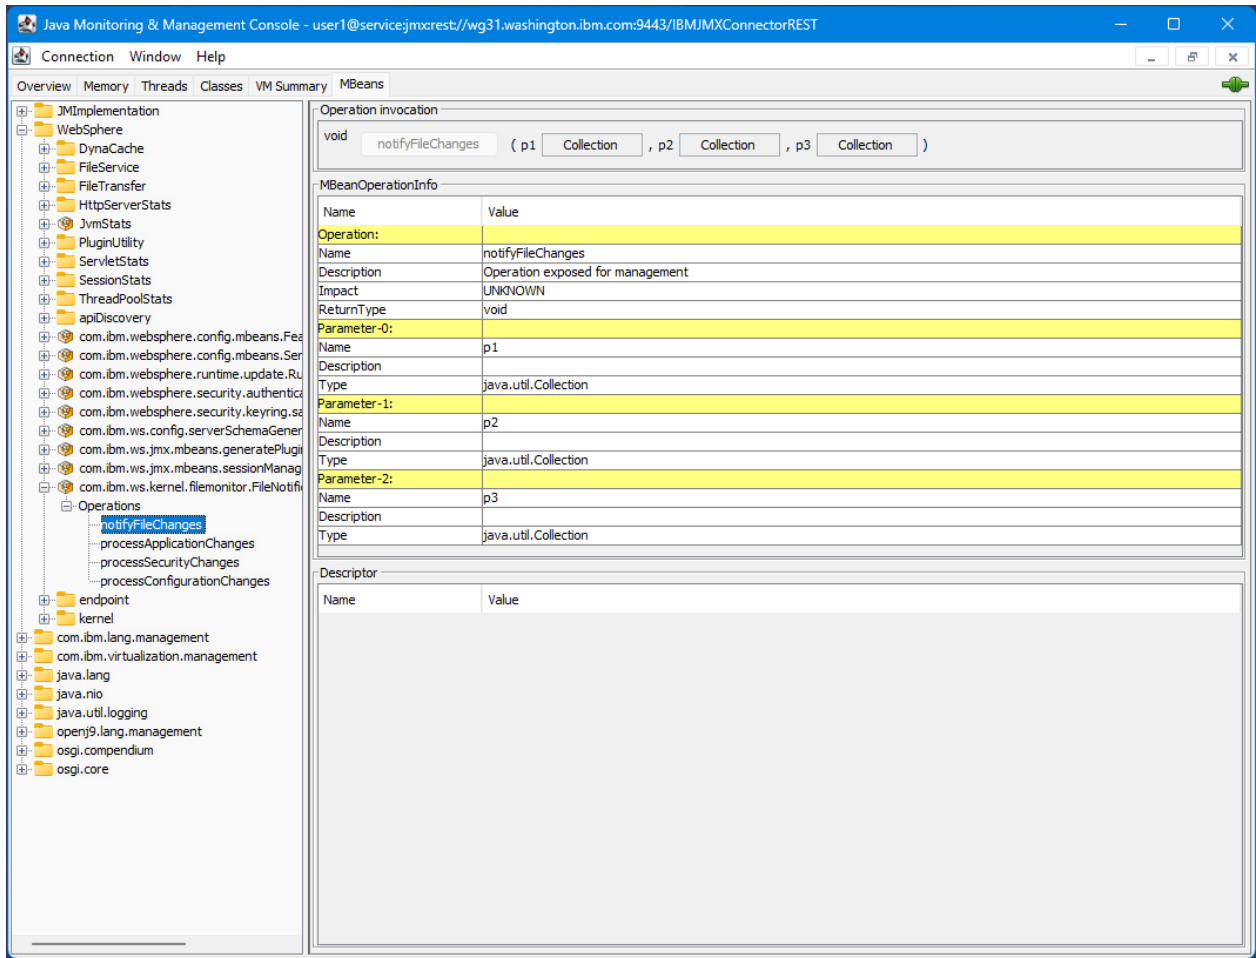 Java Monitoring & Management Console - user1@service:jmx:rest://wg31.washington.ibm.com:9443/IBMJMXConnectorREST
Connection Window Help
Overview Memory Threads Classes VM Summary MBeans
JMImplementation
WebSphere
DynaCache
FileService
FileTransfer
HttpServerStats
JvmStats
PluginUtility
ServletStats
SessionStats
ThreadPoolStats
apiDiscovery
com.ibm.websphere.config.mbeans.Fea
com.ibm.websphere.config.mbeans.Ser
com.ibm.websphere.runtime.update.Ru
com.ibm.websphere.security.authentica
com.ibm.websphere.security.keyring.sa
com.ibm.ws.config.serverSchemaGener
com.ibm.ws.jmx.mbeans.generatePlugi
com.ibm.ws.jmx.mbeans.sessionManag
com.ibm.ws.kernel.filemonitor.FileNotifi
Operations
notifyFileChanges
processApplicationChanges
processSecurityChanges
processConfigurationChanges
endpoint
kernel
com.ibm.lang.management
com.ibm.virtualization.management
java.lang
java.nio
java.util.logging
openj9.lang.management
osgi.compendium
osgi.core
Operation invocation
void notifyFileChanges ( p1 Collection , p2 Collection , p3 Collection )
MBeanOperationInfo
Name Value
Operation:
Name notifyFileChanges
Description Operation exposed for management
Impact UNKNOWN
ReturnType void
Parameter-0:
Name p1
Description
Type java.util.Collection
Parameter-1:
Name p2
Description
Type java.util.Collection
Parameter-2:
Name p3
Description
Type java.util.Collection
Descriptor
Name Value